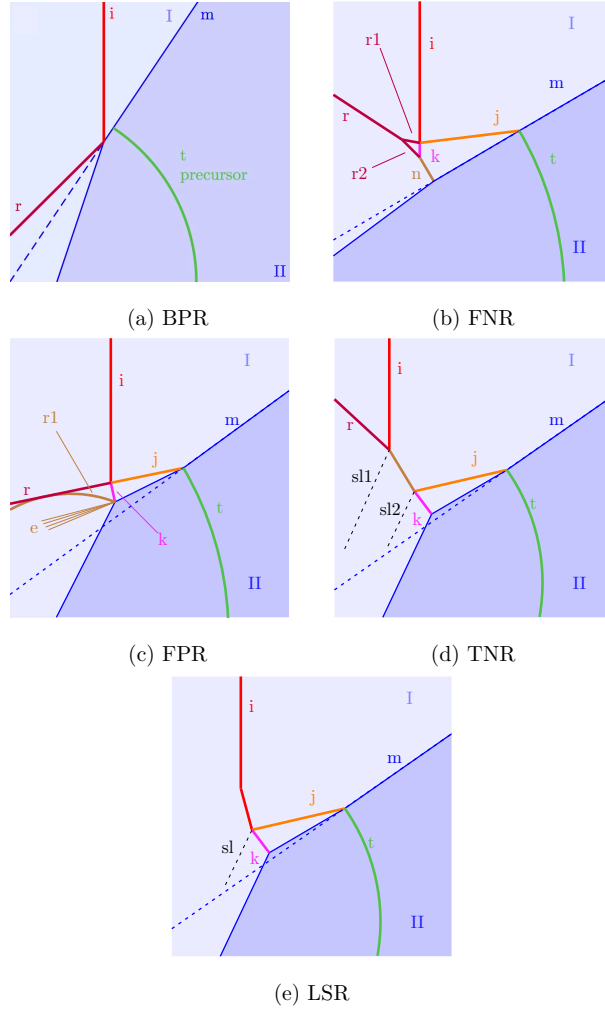 i
I
m
t
precursor
r
II
(a) BPR
I
r1
i
m
r
j
k
r2
n
t
II
(b) FNR
I
i
m
r1
j
r
t
e
k
II
(c) FPR
i
I
m
r
j
sl1
t
sl2
k
II
(d) TNR
I
i
m
j
sl
k
t
II
(e) LSR